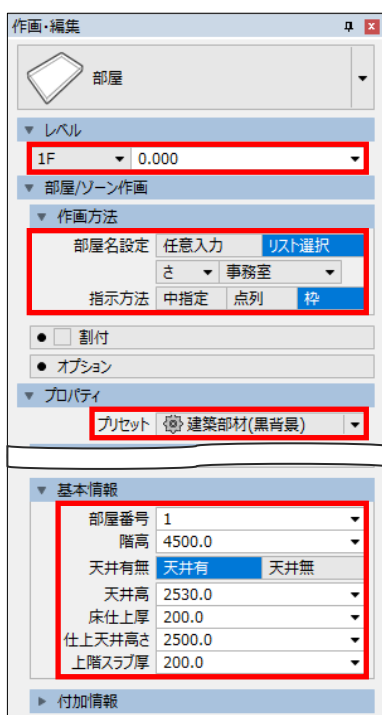 作画・編集
部屋
レベル
1F 0.000
部屋/ゾーン作画
作画方法
部屋名設定 任意入力 リスト選択
さ 事務室
指示方法 中指定 点列 枠
割付
オプション
プロパティ
プリセット 建築部材(黒背景)
基本情報
部屋番号 1
階高 4500.0
天井有無 天井有 天井無
天井高 2530.0
床仕上厚 200.0
仕上天井高さ 2500.0
上階スラブ厚 200.0
付加情報